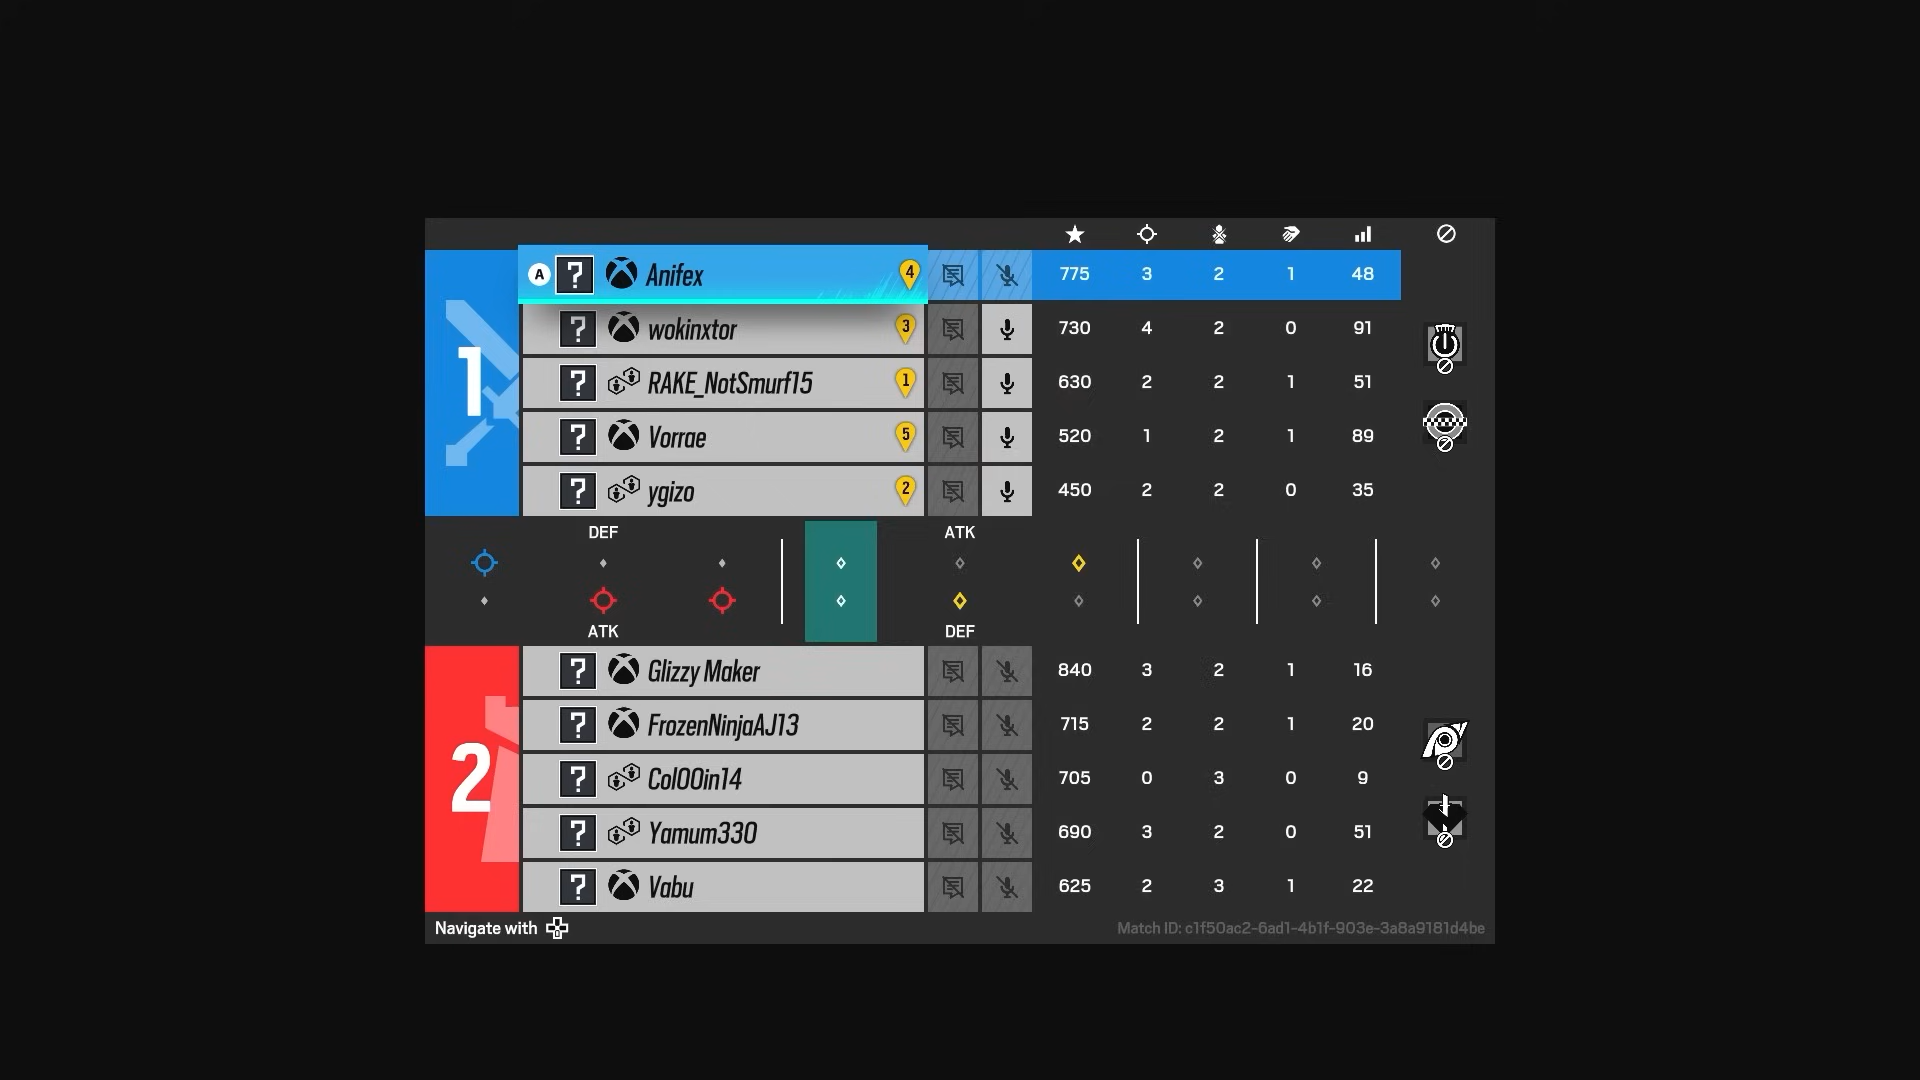 A ? Anifex 4 775 3 2 1 48
? wokinxtor 3 730 4 2 0 91
1
? RAKE_NotSmurf15 1 630 2 2 1 51
? Vorrae 5 520 1 2 1 89
? ygizo 2 450 2 2 0 35
DEF ATK
ATK DEF
? Glizzy Maker 840 3 2 1 16
? FrozenNinjaAJ13 715 2 2 1 20
2
? Col00in14 705 0 3 0 9
? Yamum330 690 3 2 0 51
? Vabu 625 2 3 1 22
Navigate with
Match ID: c1f50ac2-6ad1-4b1f-903e-3a8a9181d4be